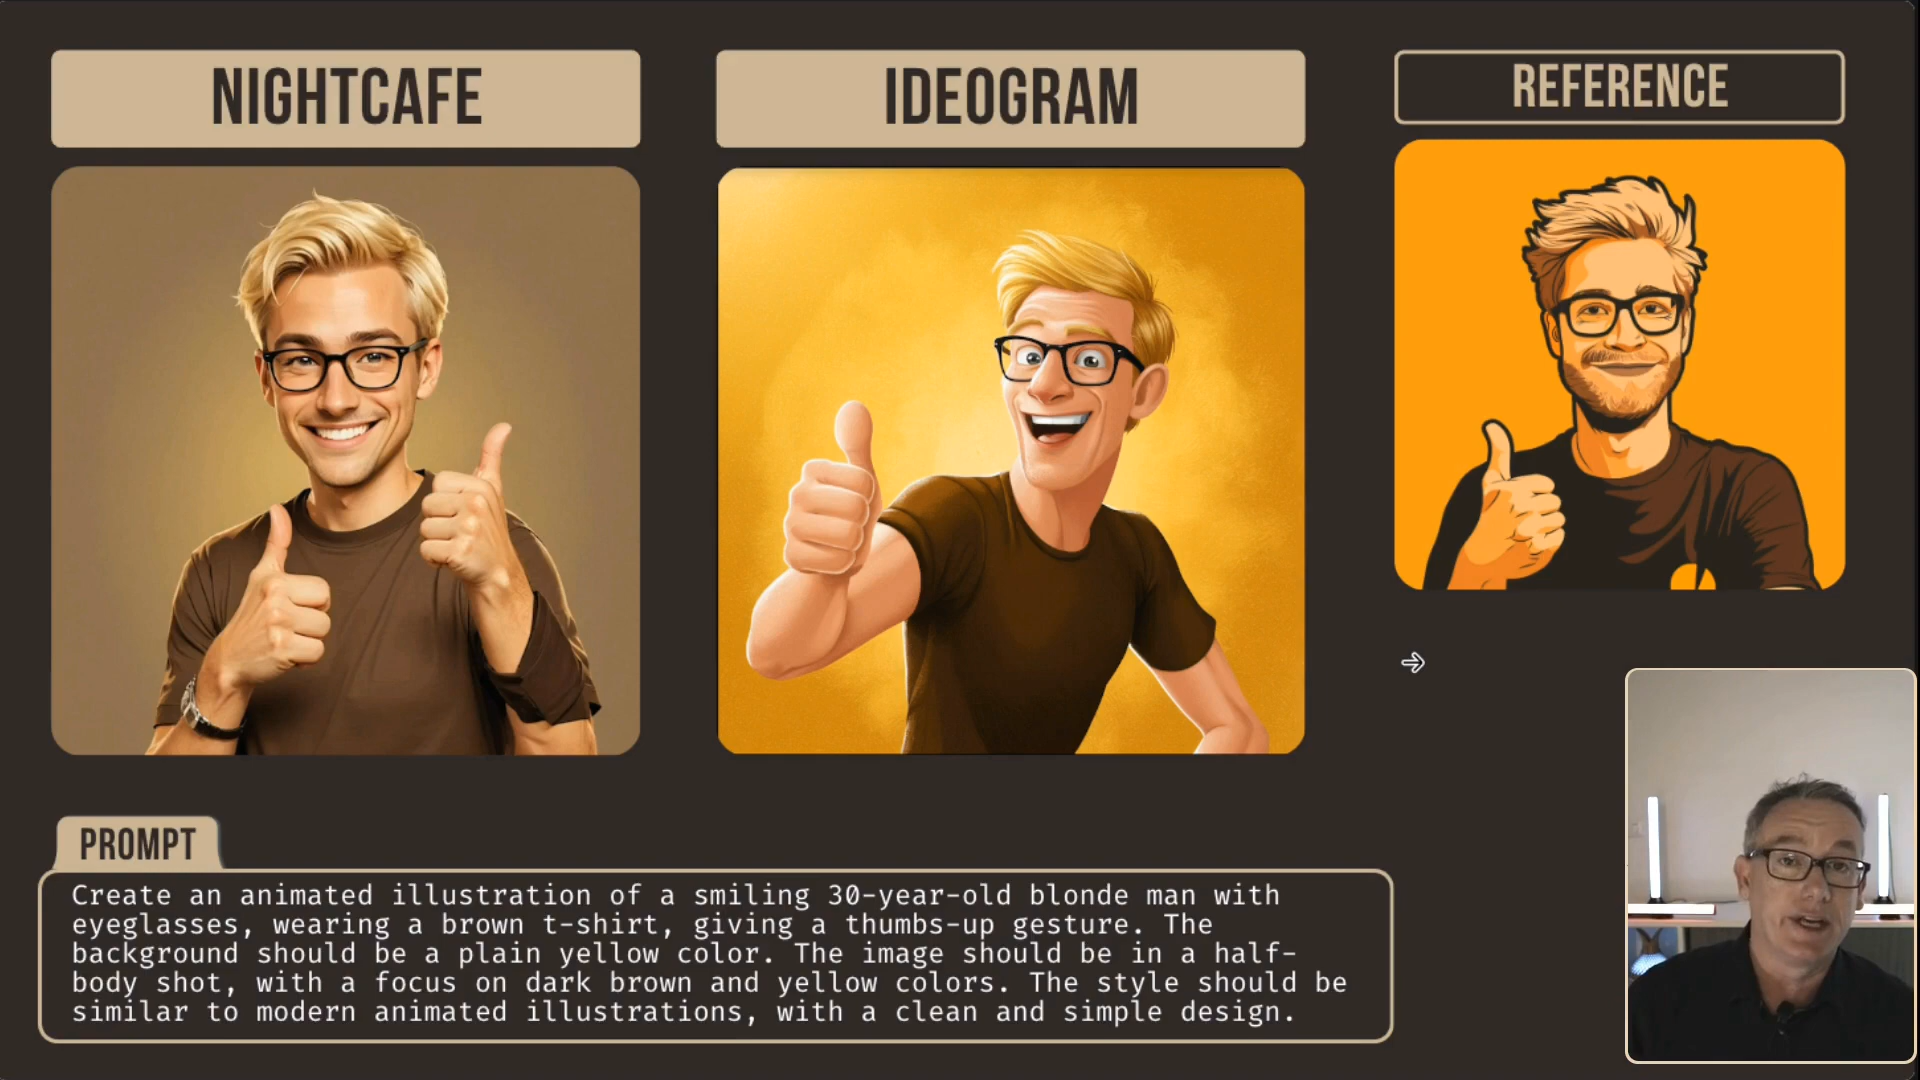 NIGHTCAFE
IDEOGRAM
REFERENCE
PROMPT
Create an animated illustration of a smiling 30-year-old blonde man with
eyeglasses, wearing a brown t-shirt, giving a thumbs-up gesture. The
background should be a plain yellow color. The image should be in a half-
body shot, with a focus on dark brown and yellow colors. The style should be
similar to modern animated illustrations, with a clean and simple design.